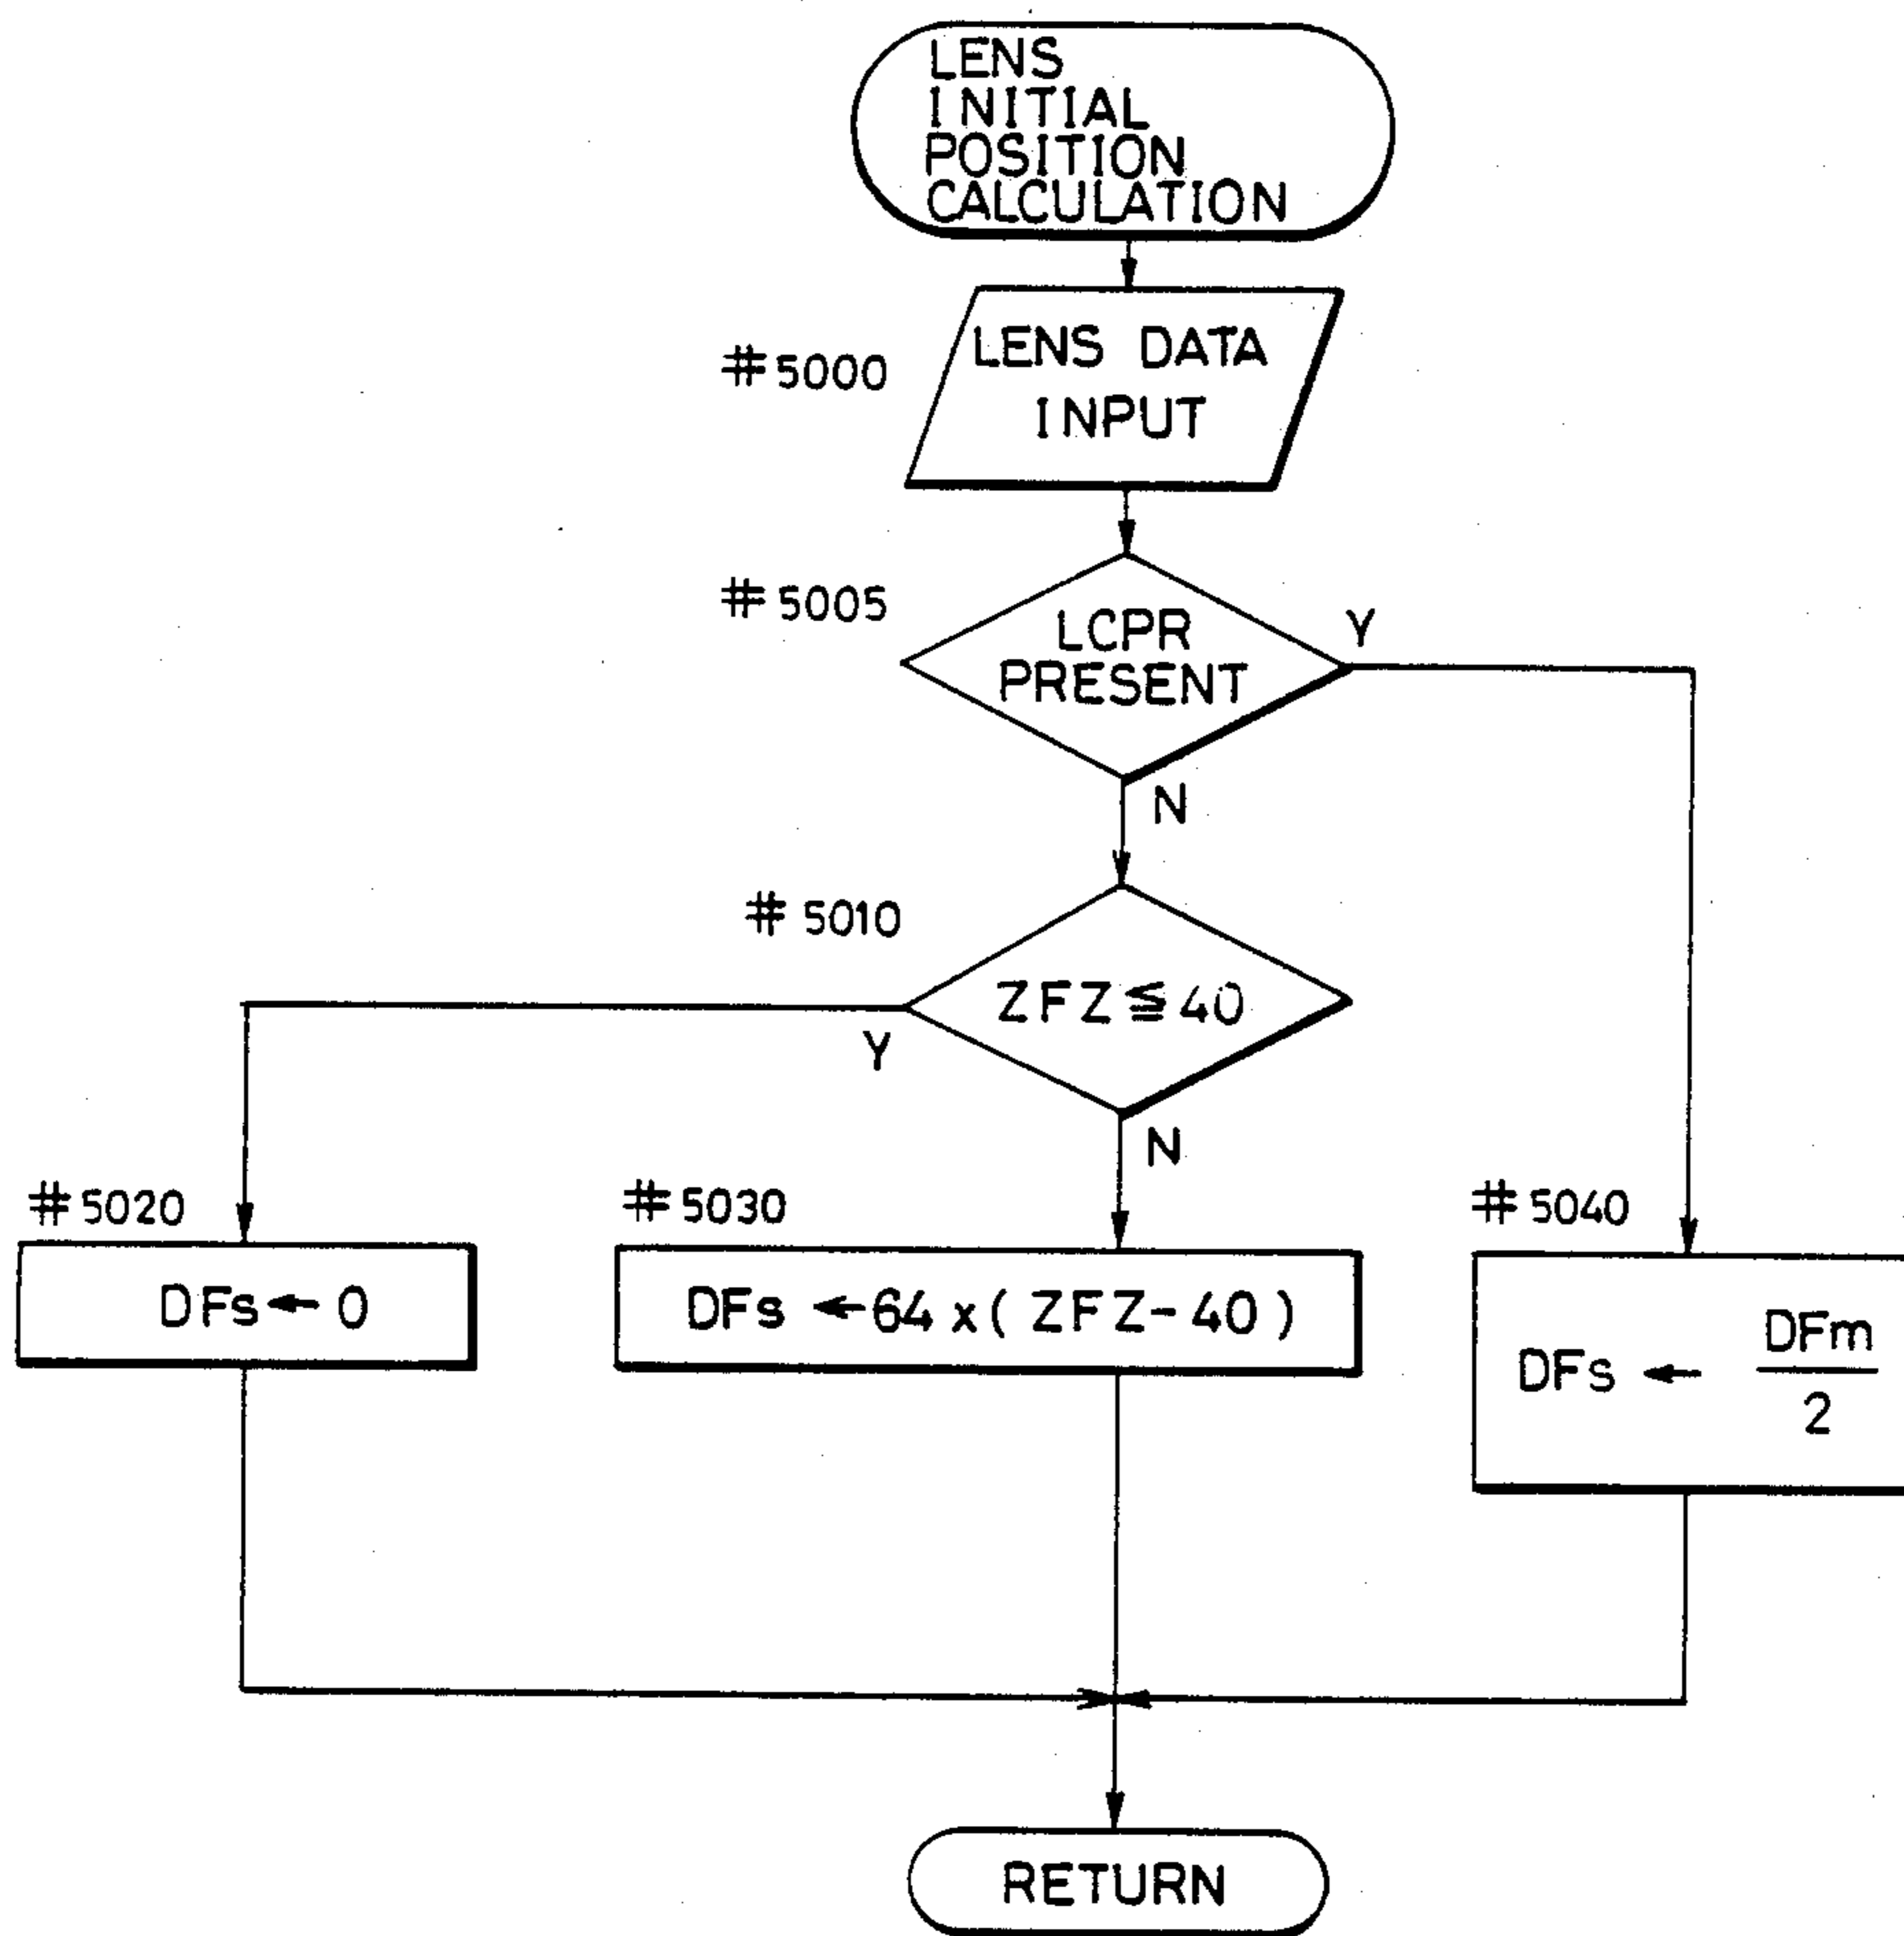 LENS
INITIAL
POSITION
CALCULATION
#5000
LENS DATA
INPUT
#5005
LCPR
PRESENT
Y
N
#5010
ZFZ≦40
Y
N
#5020
DFs←0
#5030
DFs←64x(ZFZ-40)
#5040
DFs ← DFm
2
RETURN